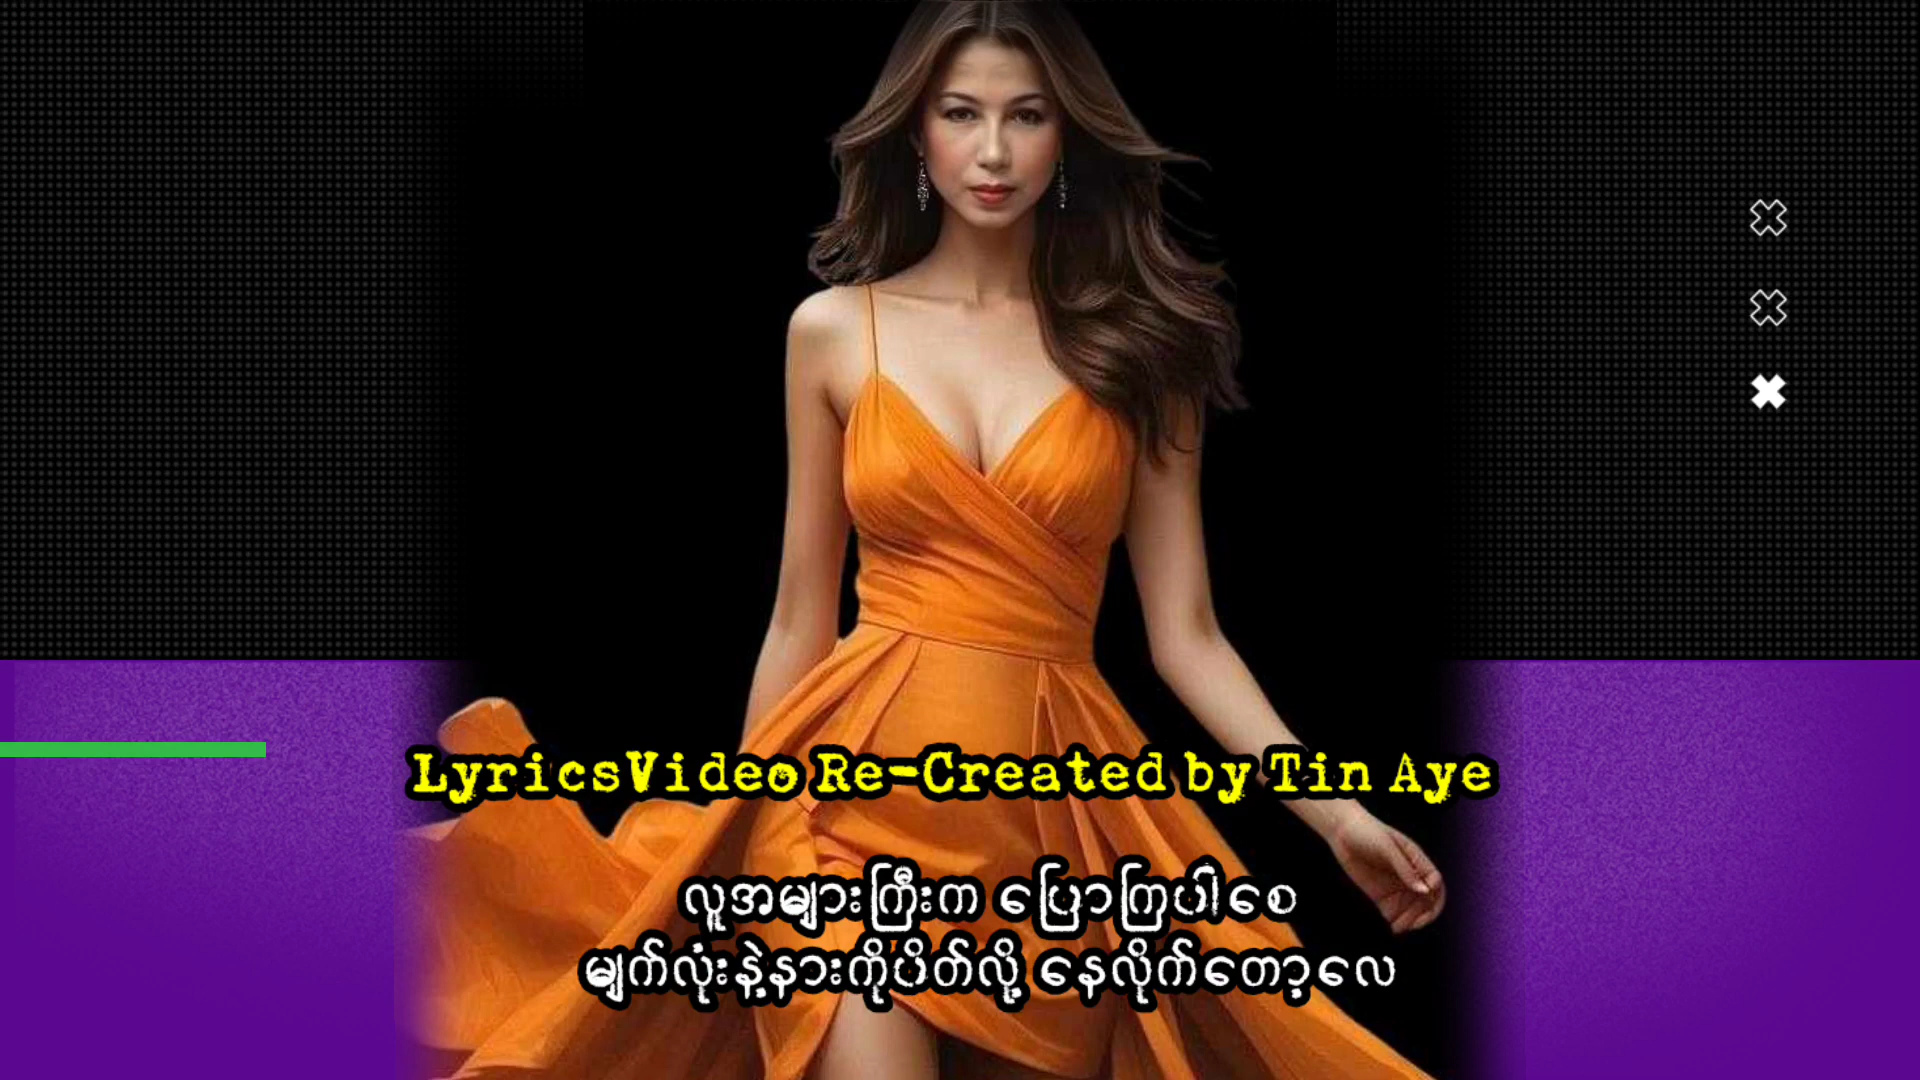 LyricsVideo Re-Created by Tin Aye
လူအများကြီးက ပြောကြပါစေ
မျက်လုံးနဲ့နားကိုပိတ်လို့ နေလိုက်တော့လေ